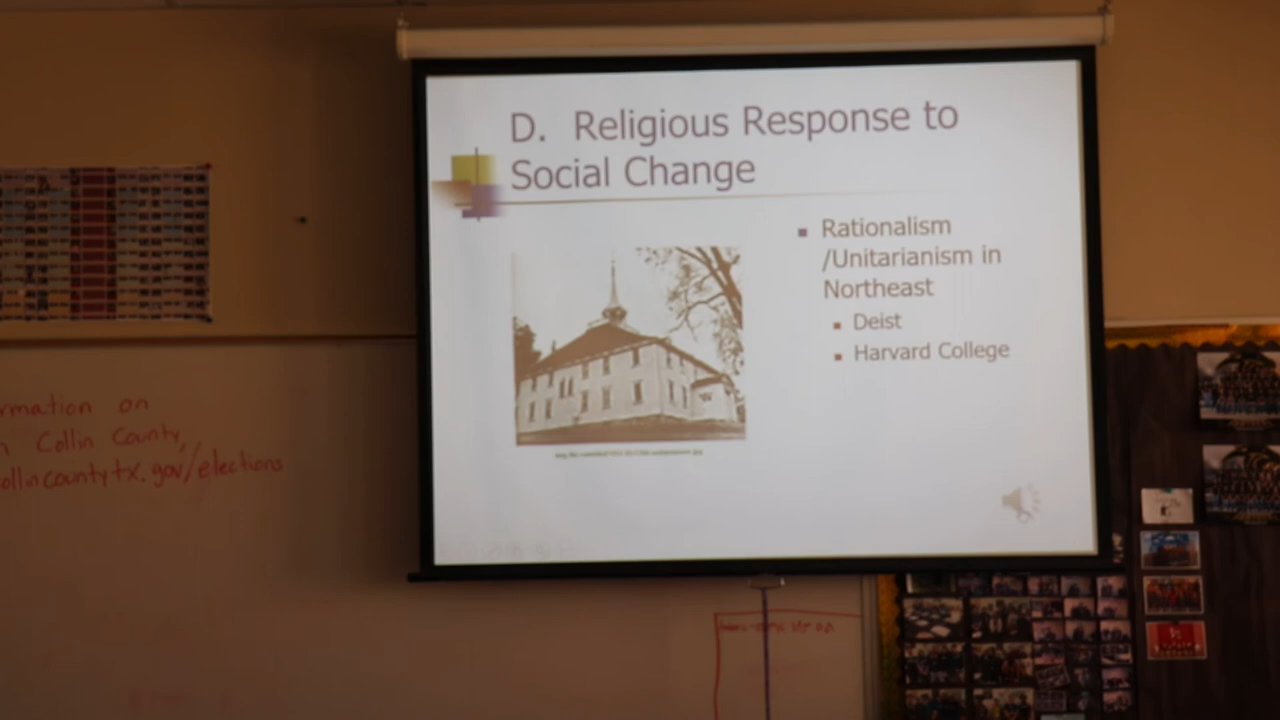 D. Religious Response to
Social Change
Rationalism
/Unitarianism in
Northeast
Deist
Harvard College
rmation on
n Collin County,
ollincountytx.gov/elections